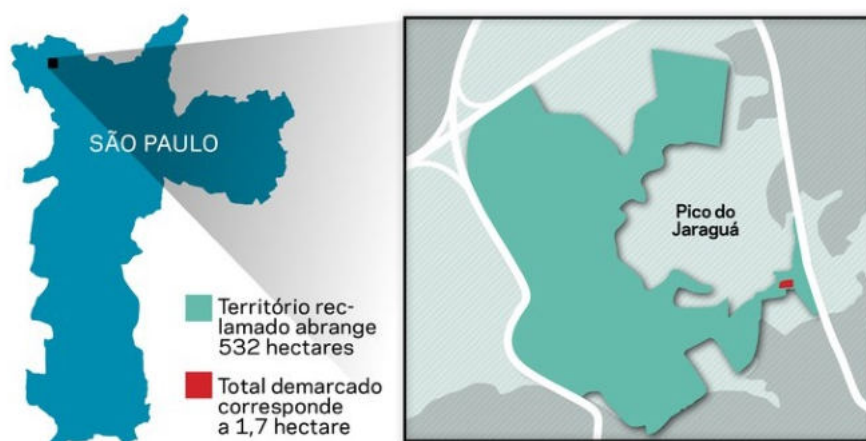 SÃO PAULO
Território rec-
lamado abrange
532 hectares
Total demarcado
corresponde
a 1,7 hectare
Pico do
Jaraguá